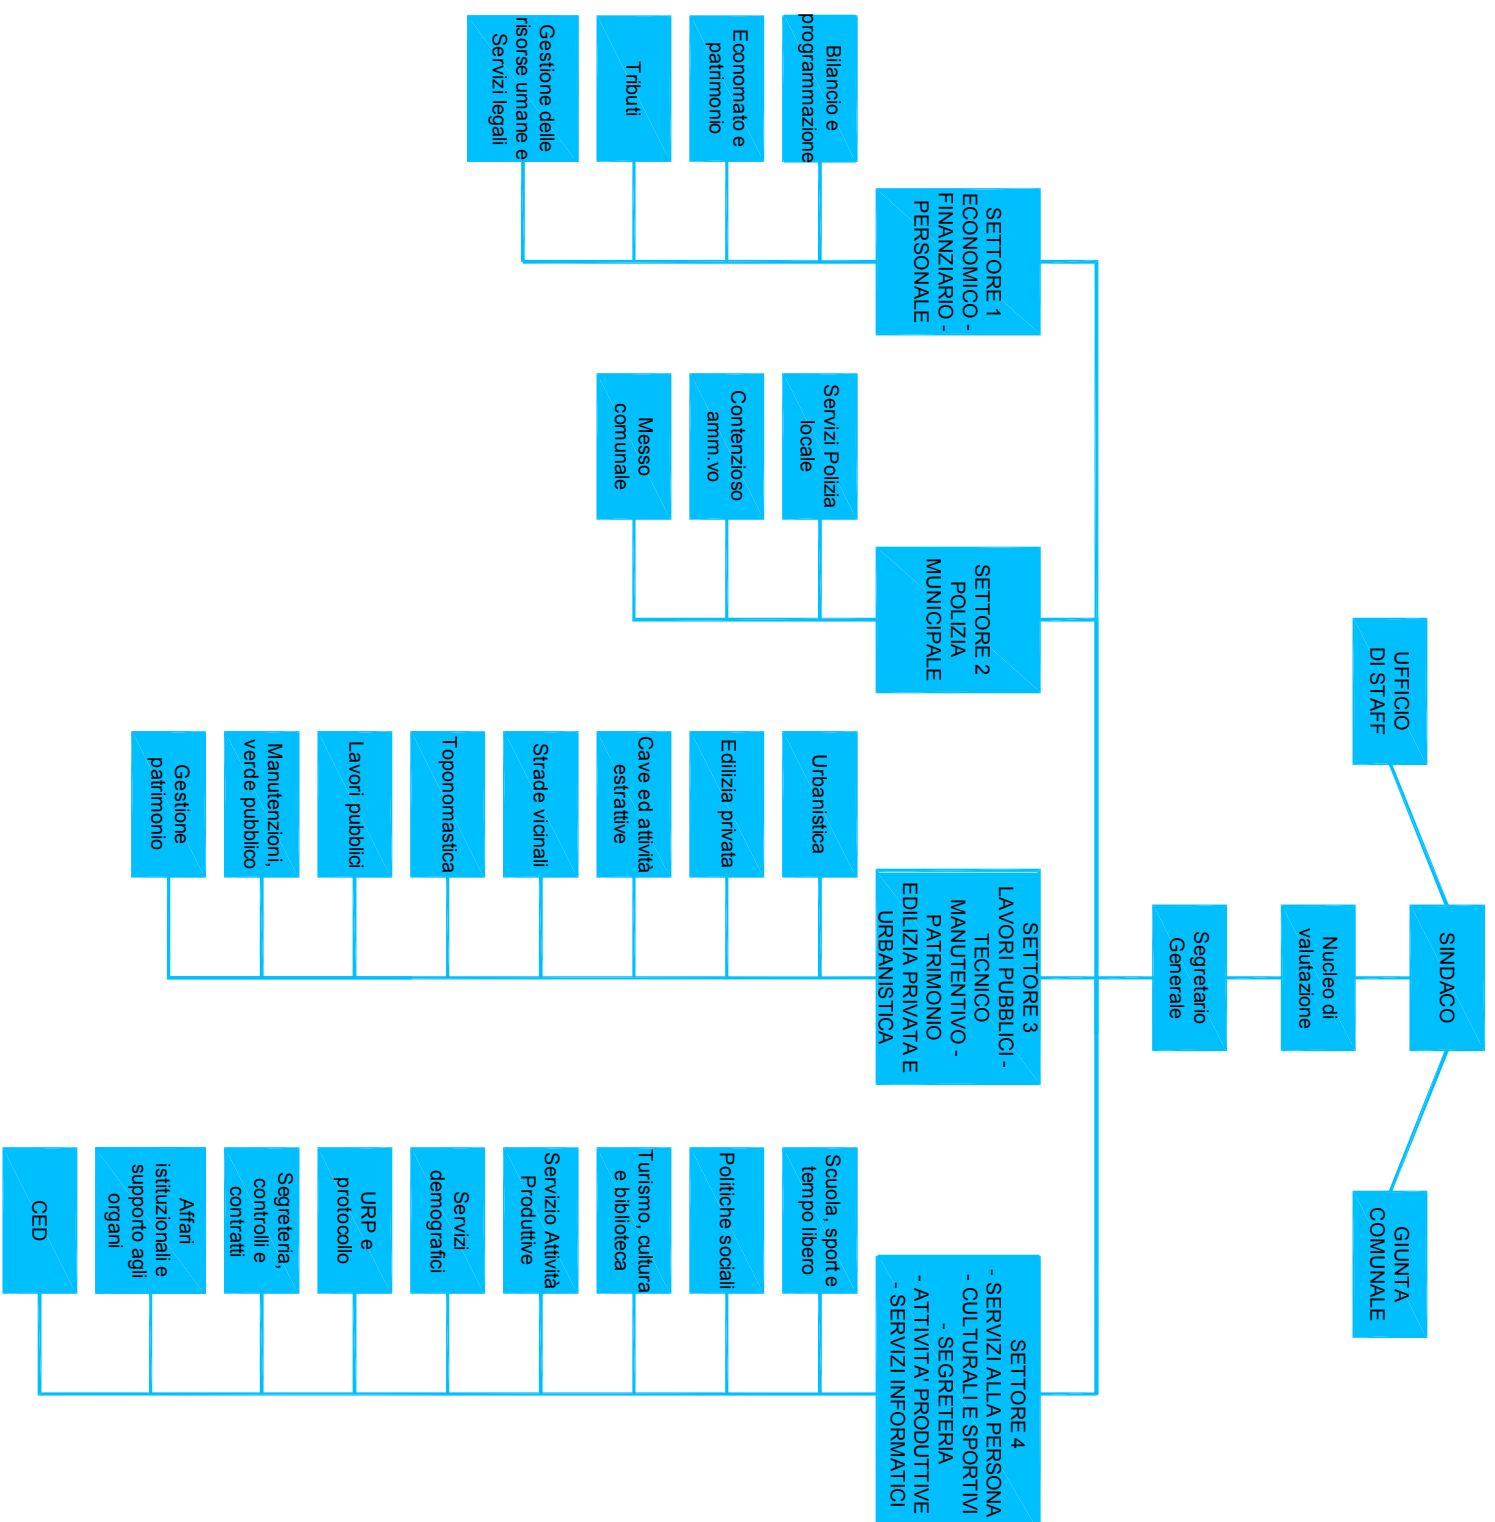 SINDACO
UFFICIO
DI STAFF
GIUNTA
COMUNALE
Nucleo di
valutazione
Segretario
Generale
SETTORE 1
ECONOMICO -
FINANZIARIO -
PERSONALE
Bilancio e
programmazione
Economato e
patrimonio
Tributi
Gestione delle
risorse umane e
Servizi legali
SETTORE 2
POLIZIA
MUNICIPALE
Servizi Polizia
locale
Contenzioso
amm.vo
Messo
comunale
SETTORE 3
LAVORI PUBBLICI -
TECNICO
MANUTENTIVO -
PATRIMONIO
EDILIZIA PRIVATA E
URBANISTICA
Urbanistica
Edilizia privata
Cave ed attività
estrattive
Strade vicinali
Toponomastica
Lavori pubblici
Manutenzioni,
verde pubblico
Gestione
patrimonio
SETTORE 4
- SERVIZI ALLA PERSONA
- CULTURALI E SPORTIVI
- SEGRETERIA
- ATTIVITA' PRODUTTIVE
- SERVIZI INFORMATICI
Scuola, sport e
tempo libero
Politiche sociali
Turismo, cultura
e biblioteca
Servizio Attività
Produttive
Servizi
demografici
URP e
protocollo
Segreteria,
controlli e
contratti
Affari
istituzionali e
supporto agli
organi
CED